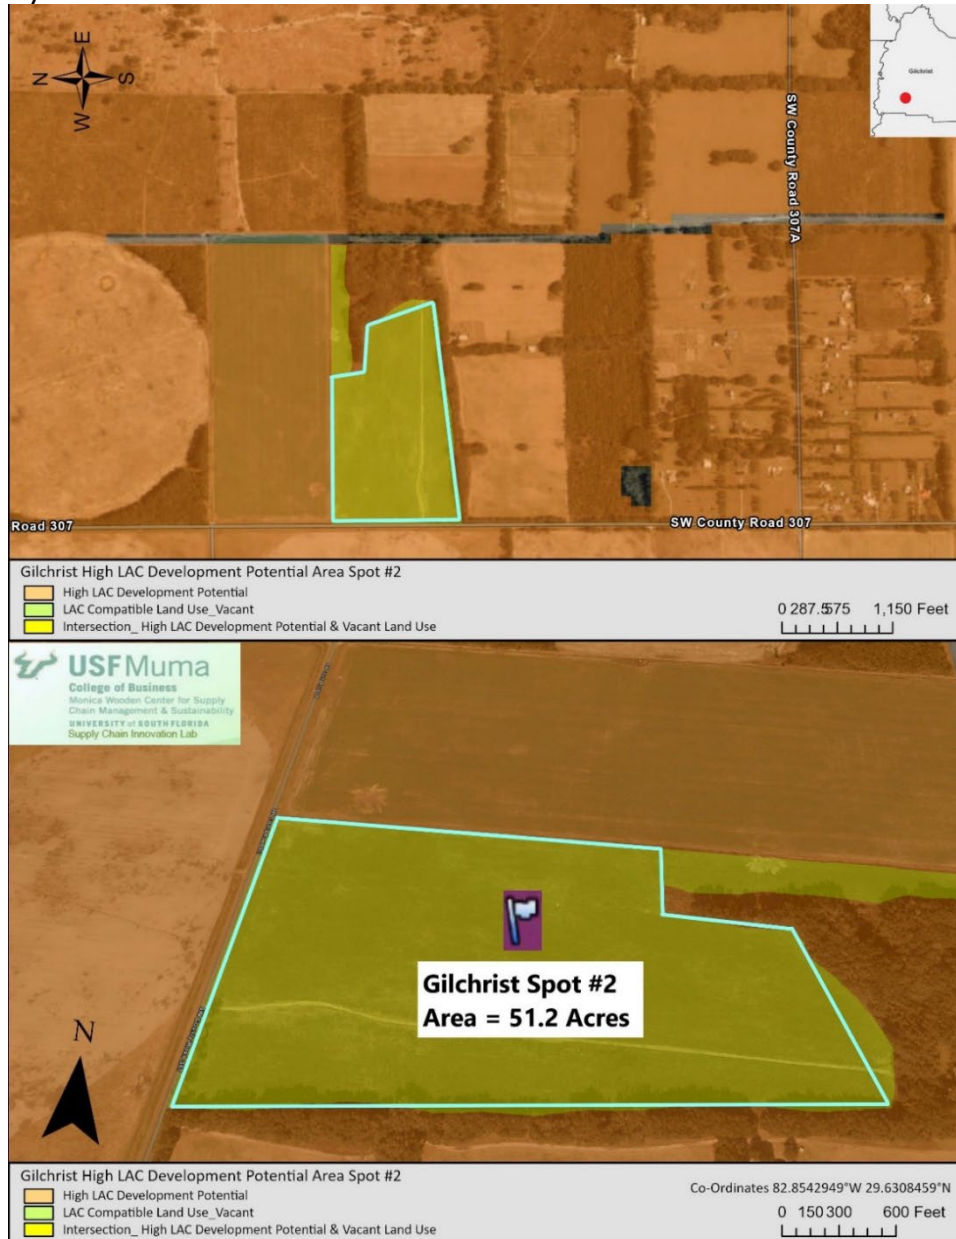 E
N
S
W
Gilchrist
SW County Road 307A
Road 307
SW County Road 307
Gilchrist High LAC Development Potential Area Spot #2
High LAC Development Potential
LAC Compatible Land Use_Vacant
Intersection_ High LAC Development Potential & Vacant Land Use
0 287.5575 1,150 Feet
USF Muma
College of Business
Monica Wooden Center for Supply
Chain Management & Sustainability
UNIVERSITY of SOUTH FLORIDA
Supply Chain Innovation Lab
Gilchrist Spot #2
Area = 51.2 Acres
N
Gilchrist High LAC Development Potential Area Spot #2
High LAC Development Potential
LAC Compatible Land Use_Vacant
Intersection_ High LAC Development Potential & Vacant Land Use
Co-Ordinates 82.8542949°W 29.6308459°N
0 150 300 600 Feet